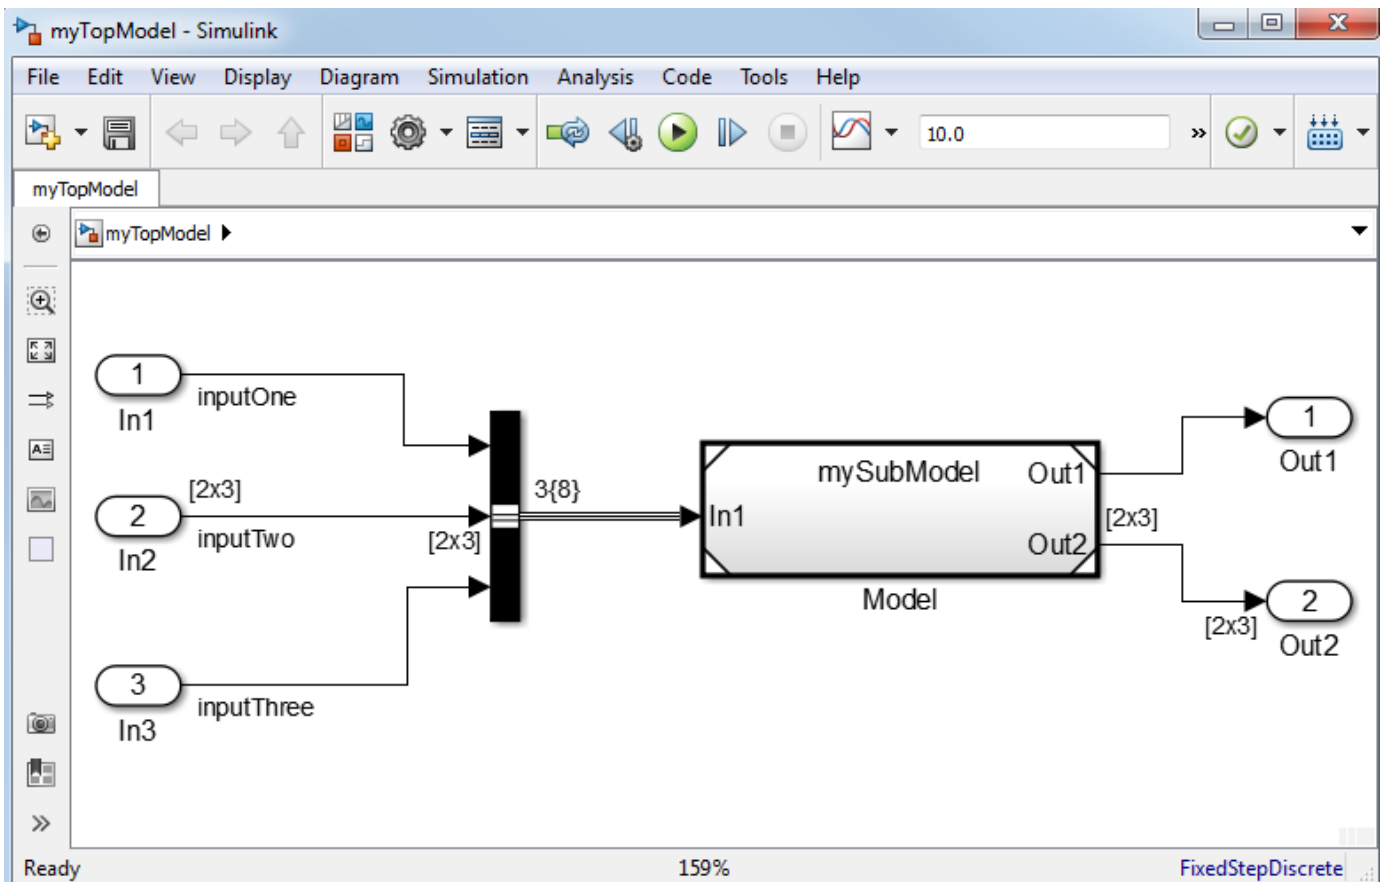 myTopModel - Simulink
File Edit View Display Diagram Simulation Analysis Code Tools Help
10.0 »
myTopModel
myTopModel
1
inputOne
In1
[2x3]
2
inputTwo
In2
[2x3]
3
inputThree
In3
3{8}
mySubModel
In1
Out1
Out2
Model
[2x3]
1
Out1
[2x3]
2
Out2
Ready 159% FixedStepDiscrete